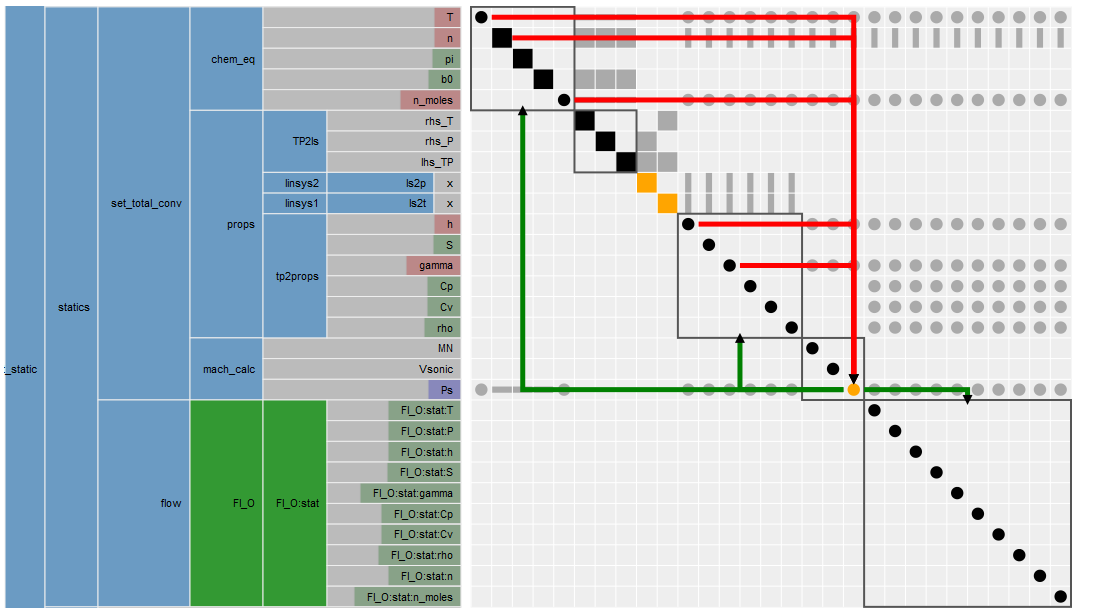 T
n
chem_eq
pi
b0
n_moles
rhs_T
TP2ls
rhs_P
lhs_TP
linsys2
ls2p
x
set_total_conv
linsys1
ls2t
x
props
h
S
gamma
tp2props
Cp
statics
Cv
rho
MN
:_static
mach_calc
Vsonic
Ps
Fl_O:stat:T
Fl_O:stat:P
Fl_O:stat:h
Fl_O:stat:S
flow
Fl_O
Fl_O:stat
Fl_O:stat:gamma
Fl_O:stat:Cp
Fl_O:stat:Cv
Fl_O:stat:rho
Fl_O:stat:n
Fl_O:stat:n_moles